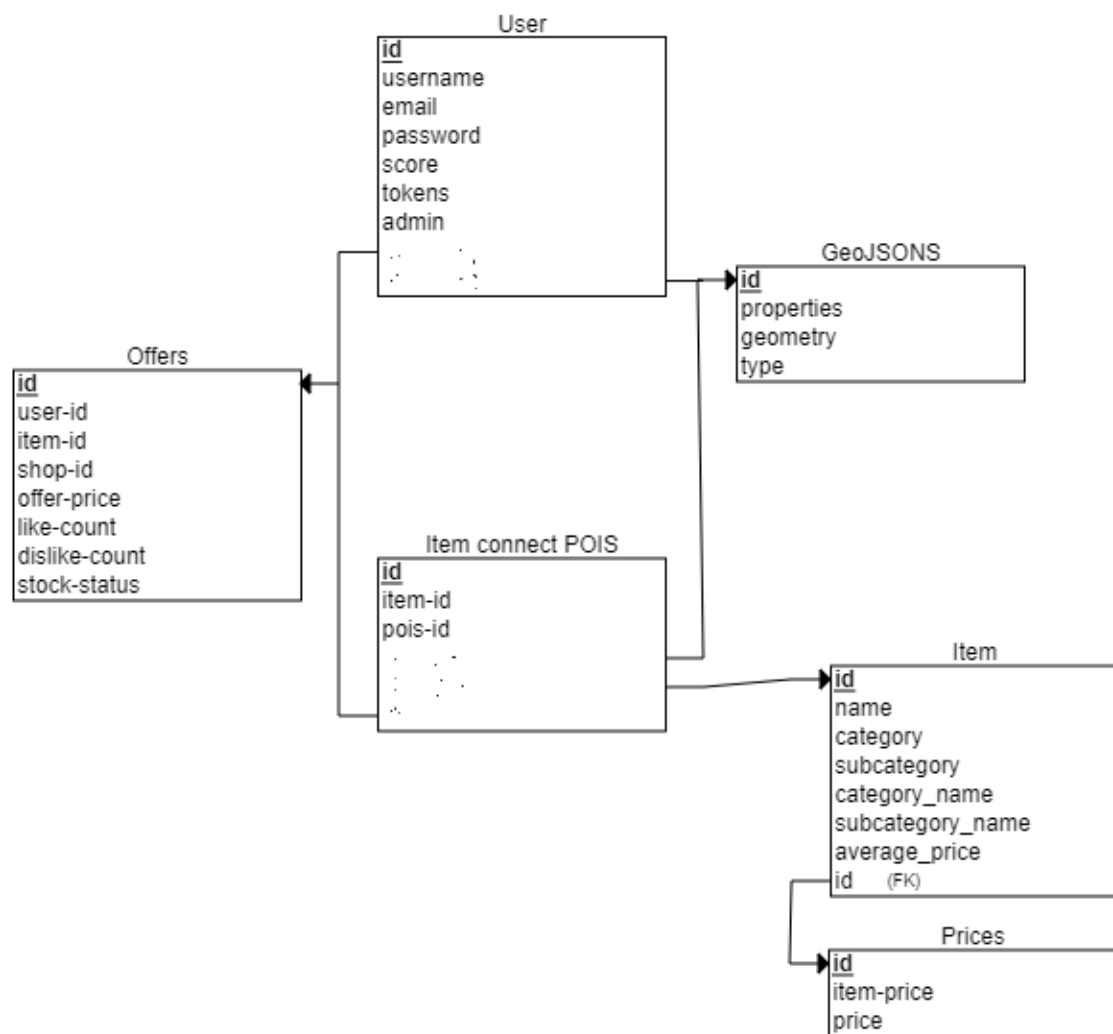 User
id
username
email
password
score
tokens
admin
GeoJSONS
id
properties
geometry
type
Offers
id
user-id
item-id
shop-id
offer-price
like-count
dislike-count
stock-status
Item connect POIS
id
item-id
pois-id
Item
id
name
category
subcategory
category_name
subcategory_name
average_price
id (FK)
Prices
id
item-price
price